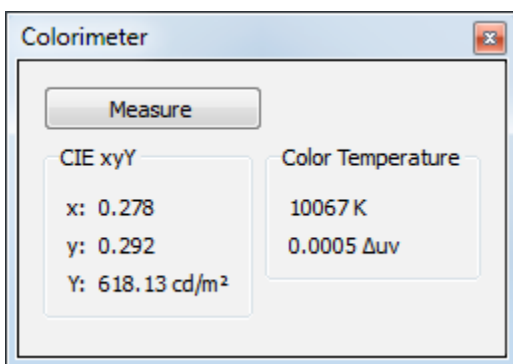 Colorimeter
Measure
CIE xyY
x: 0.278
y: 0.292
Y: 618.13 cd/m²
Color Temperature
10067 K
0.0005 Δuv